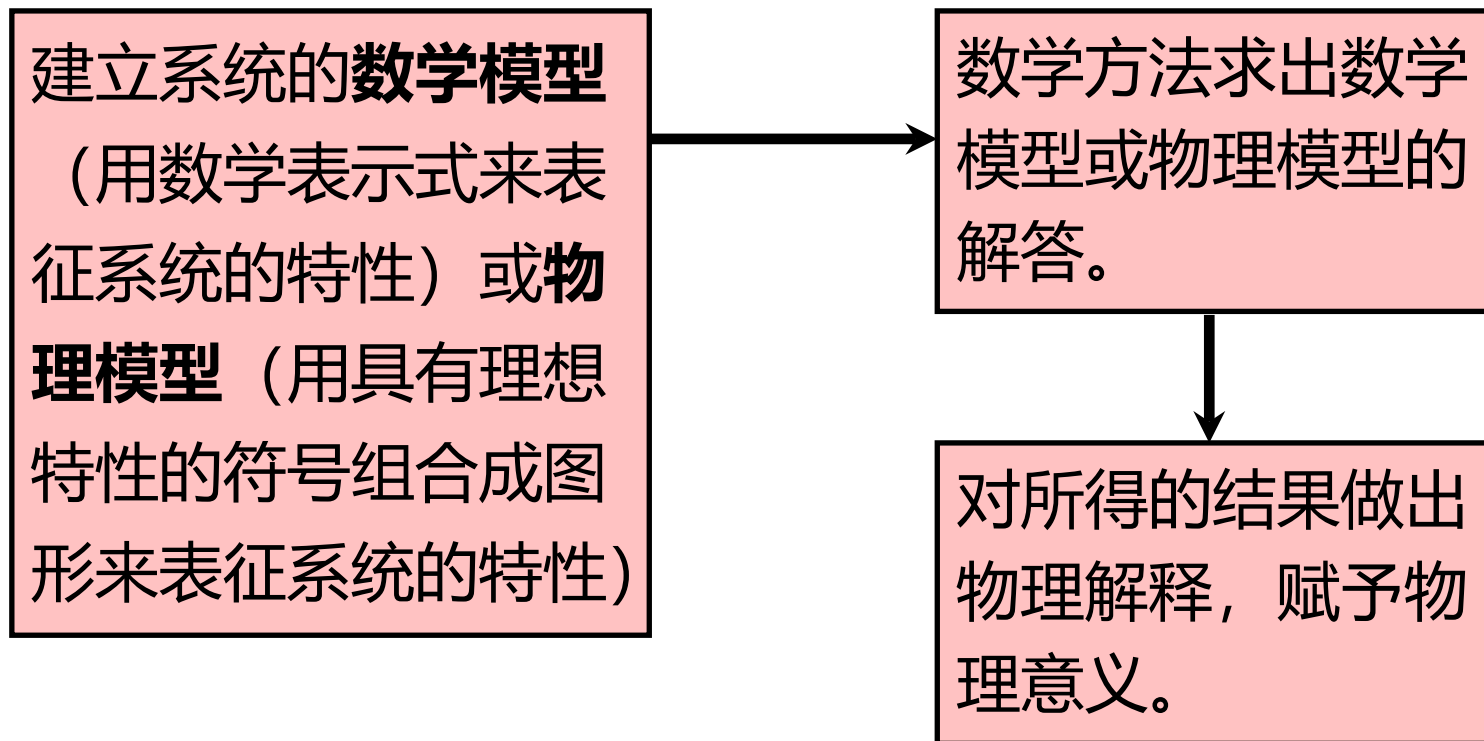 建立系统的数学模型
（用数学表示式来表
征系统的特性）或物
理模型（用具有理想
特性的符号组合成图
形来表征系统的特性）
数学方法求出数学
模型或物理模型的
解答。
对所得的结果做出
物理解释，赋予物
理意义。